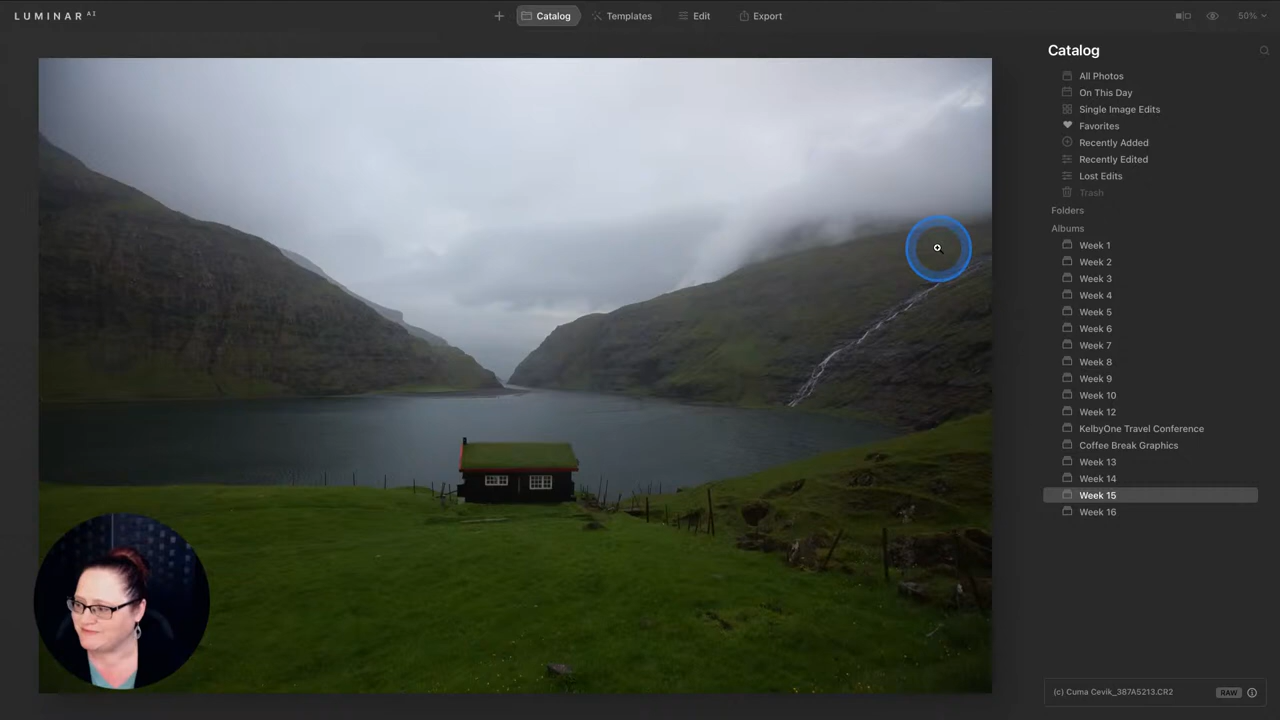 LUMINAR AI
Catalog
Templates
Edit
Export
50%
Catalog
All Photos
On This Day
Single Image Edits
Favorites
Recently Added
Recently Edited
Lost Edits
Trash
Folders
Albums
Week 1
Week 2
Week 3
Week 4
Week 5
Week 6
Week 7
Week 8
Week 9
Week 10
Week 12
KelbyOne Travel Conference
Coffee Break Graphics
Week 13
Week 14
Week 15
Week 16
(c) Cuma Cevik_387A5213.CR2 RAW